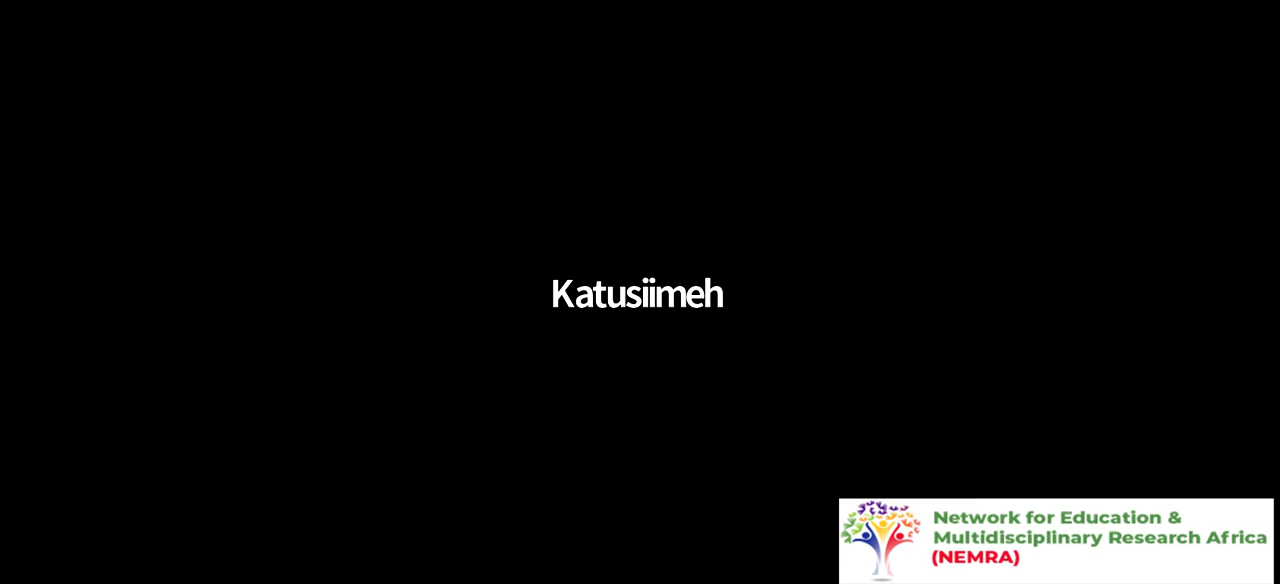 Katusiimeh
Network for Education &
Multidisciplinary Research Africa
(NEMRA)